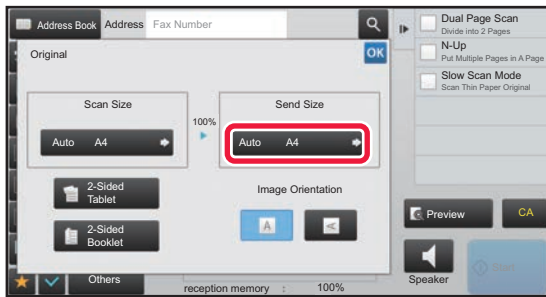 Address Book Address Fax Number
Dual Page Scan
Divide into 2 Pages
N-Up
Put Multiple Pages in A Page
Slow Scan Mode
Scan Thin Paper Original
Original
OK
Scan Size
Send Size
100%
Auto A4
Auto A4
2-Sided
Tablet
2-Sided
Booklet
Image Orientation
A
A
Preview
CA
Speaker
Start
Others
reception memory : 100%